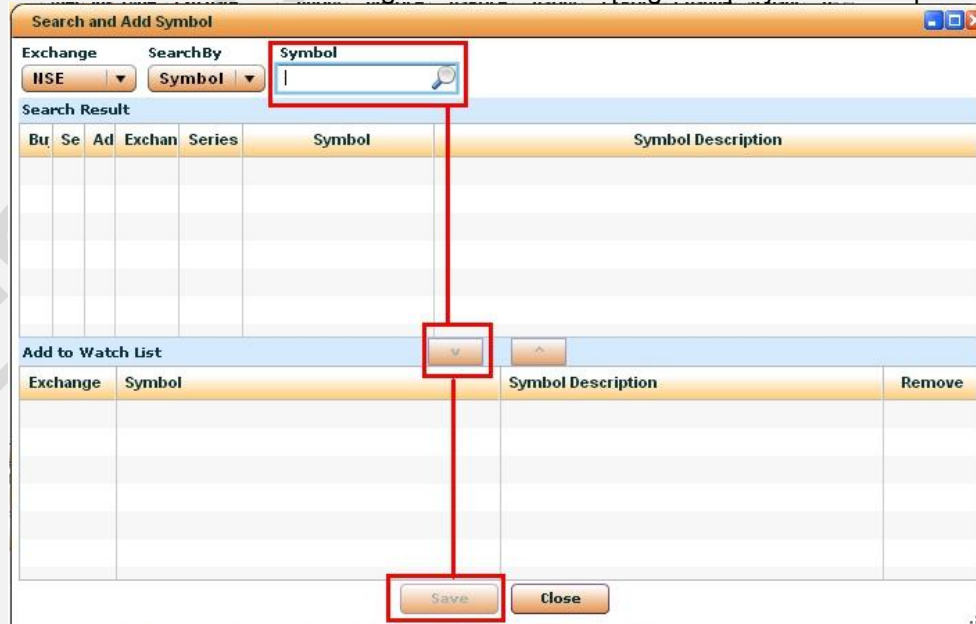 Search and Add Symbol
Exchange SearchBy Symbol
NSE Symbol
Search Result
Bu Se Ad Exchan Series Symbol Symbol Description
Add to Watch List v ^
Exchange Symbol Symbol Description Remove
Save Close